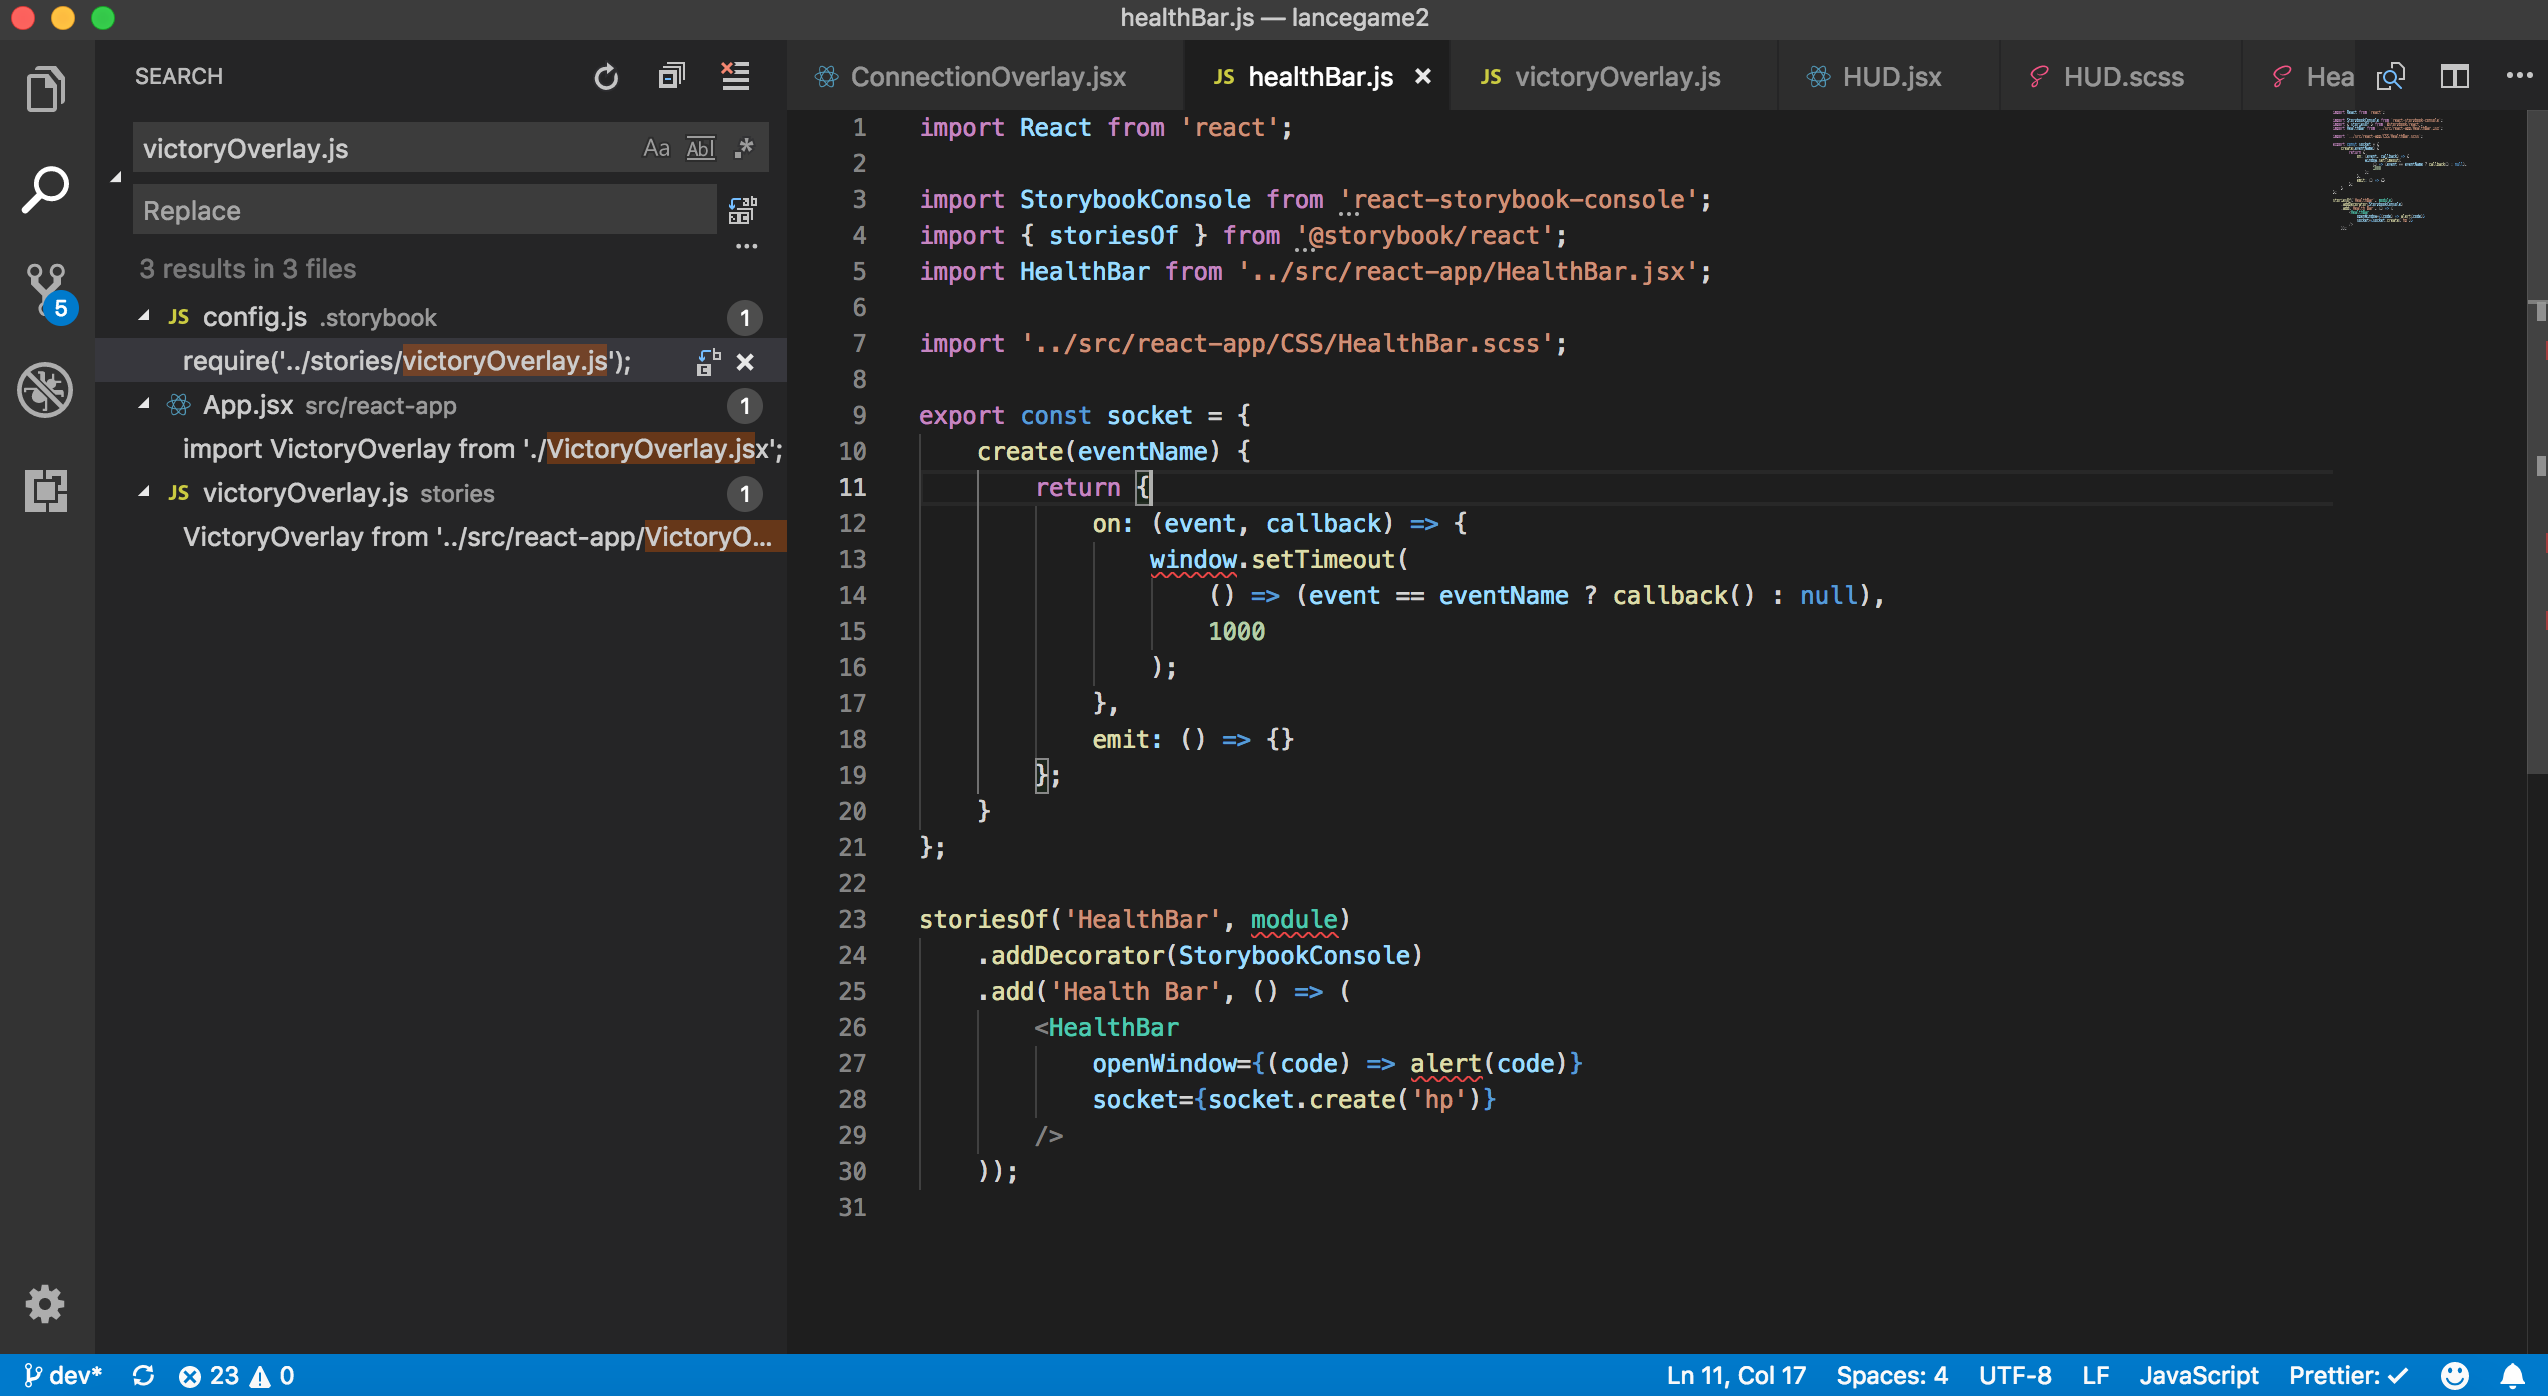 healthBar.js — lancegame2
SEARCH
victoryOverlay.js Aa Abl .*
Replace
3 results in 3 files
JS config.js .storybook 1
require('../stories/victoryOverlay.js');
App.jsx src/react-app 1
import VictoryOverlay from './VictoryOverlay.jsx';
JS victoryOverlay.js stories 1
VictoryOverlay from '../src/react-app/VictoryO...
5
ConnectionOverlay.jsx JS healthBar.js × JS victoryOverlay.js HUD.jsx HUD.scss Hea
1 import React from 'react';
2
3 import StorybookConsole from 'react-storybook-console';
4 import { storiesOf } from '@storybook/react';
5 import HealthBar from '../src/react-app/HealthBar.jsx';
6
7 import '../src/react-app/CSS/HealthBar.scss';
8
9 export const socket = {
10 create(eventName) {
11 return {
12 on: (event, callback) => {
13 window.setTimeout(
14 () => (event == eventName ? callback() : null),
15 1000
16 );
17 },
18 emit: () => {}
19 };
20 }
21 };
22
23 storiesOf('HealthBar', module)
24 .addDecorator(StorybookConsole)
25 .add('Health Bar', () => (
26 <HealthBar
27 openWindow={(code) => alert(code)}
28 socket={socket.create('hp')}
29 />
30 ));
31
dev* 23 0 Ln 11, Col 17 Spaces: 4 UTF-8 LF JavaScript Prettier: ✓